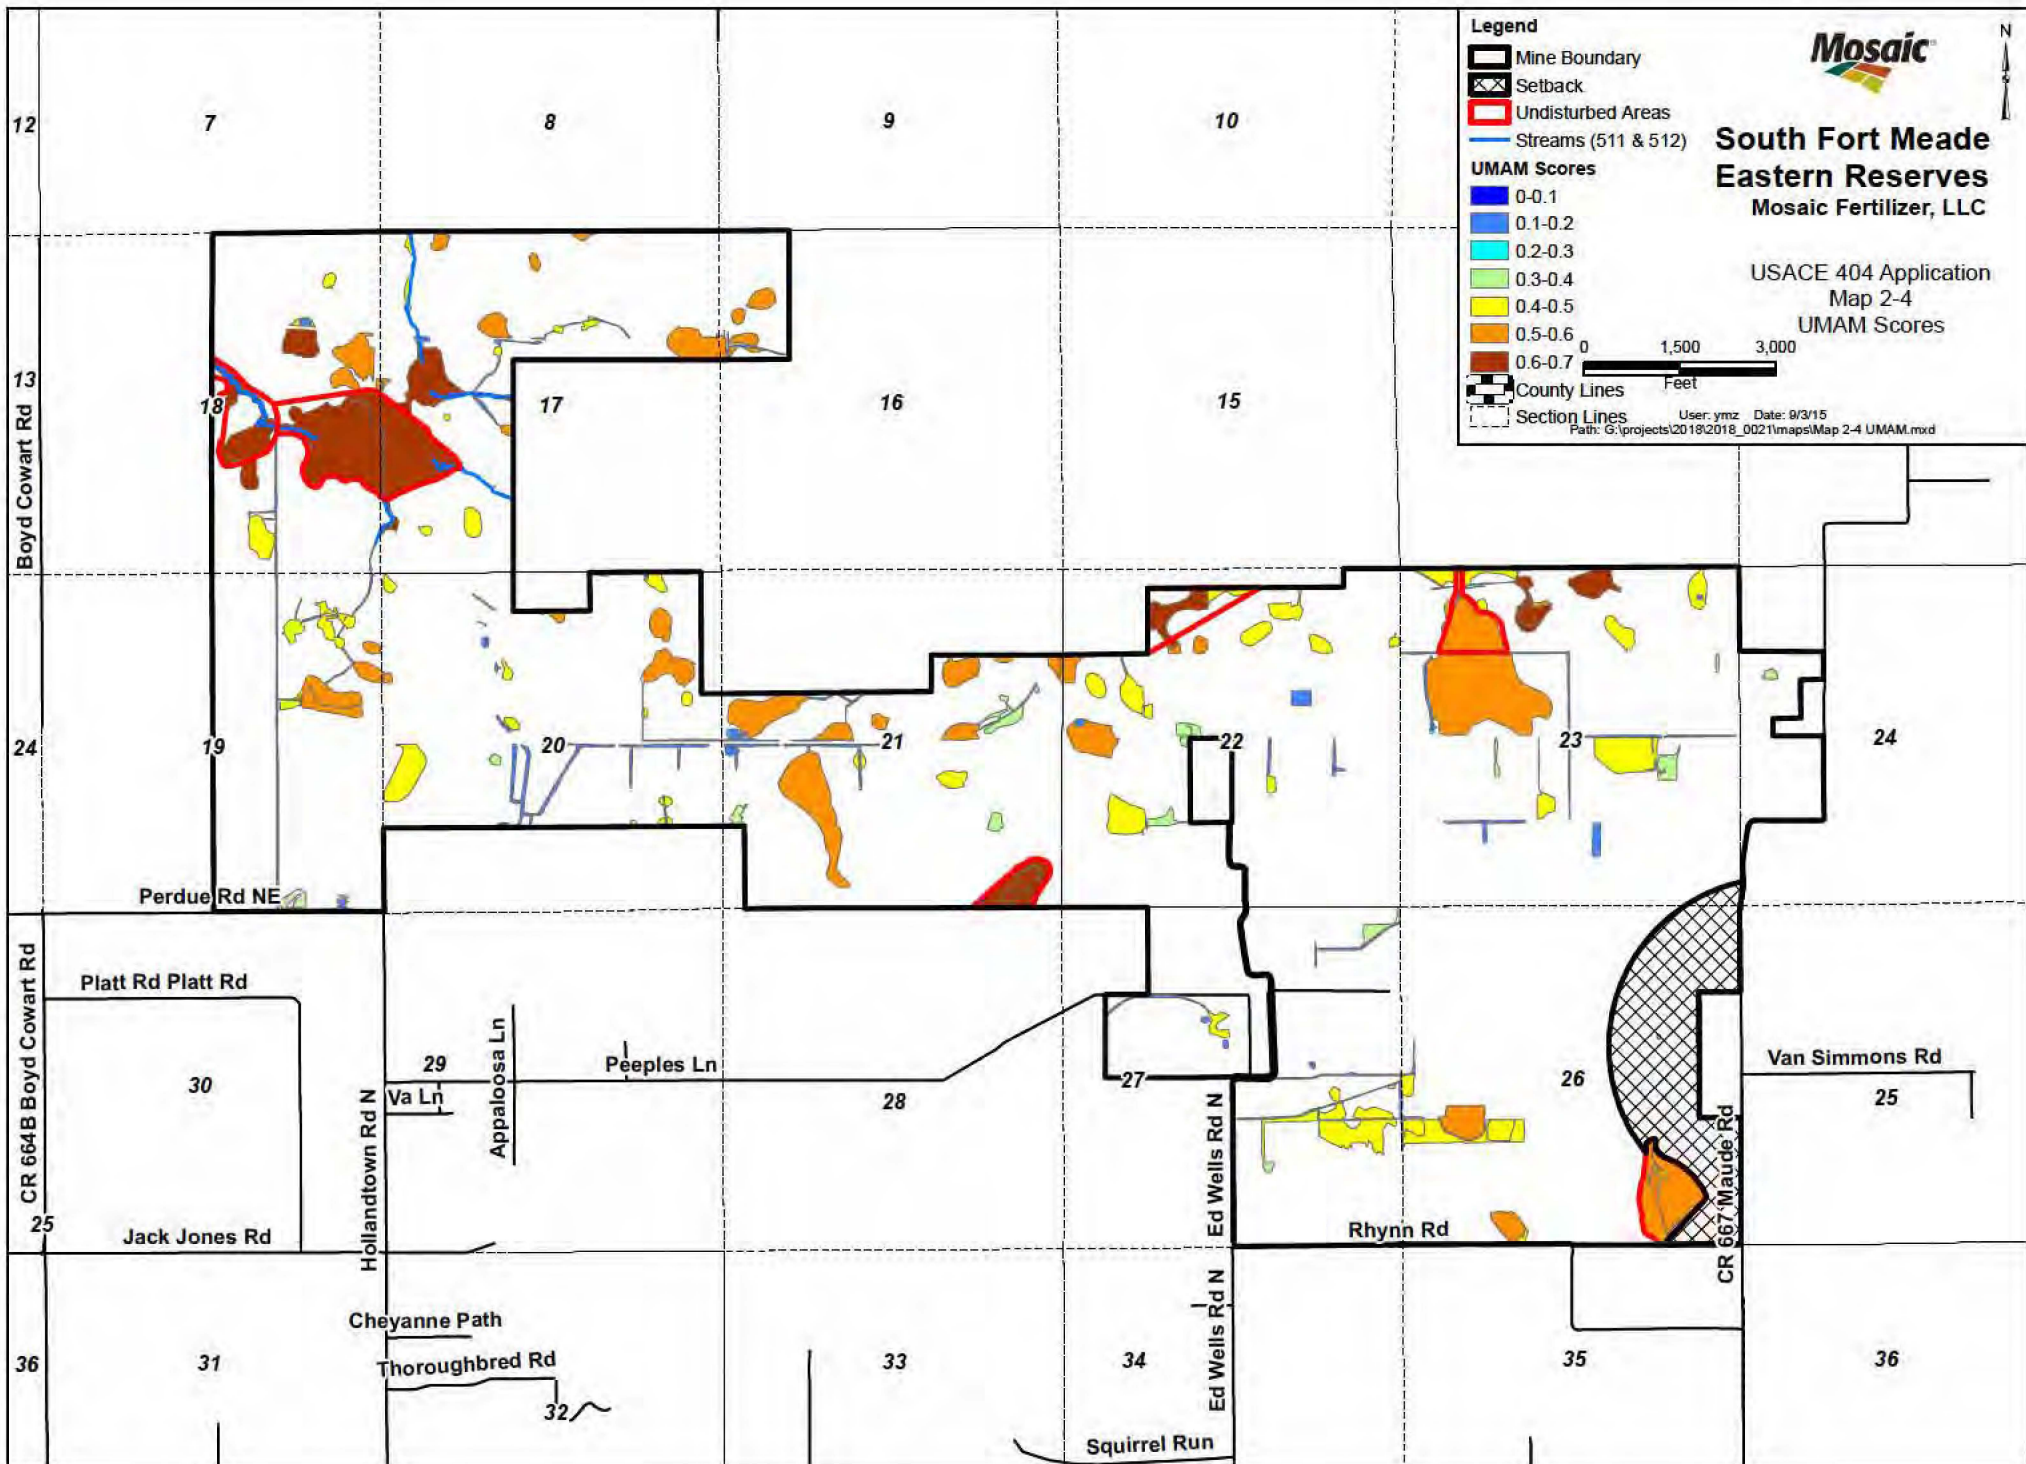 Legend
Mine Boundary
Setback
Undisturbed Areas
Streams (511 & 512)
UMAM Scores
0-0.1
0.1-0.2
0.2-0.3
0.3-0.4
0.4-0.5
0.5-0.6
0.6-0.7
County Lines
Section Lines
Mosaic
N
South Fort Meade
Eastern Reserves
Mosaic Fertilizer, LLC
USACE 404 Application
Map 2-4
UMAM Scores
0 1,500 3,000
Feet
User: ymz Date: 9/3/15
Path: G:\projects\2018\2018_0021\maps\Map 2-4 UMAM.mxd
12 7 8 9 10
13 18 17 16 15
Boyd Cowart Rd
24 19 20 21 22 23 24
Perdue Rd NE
CR 664B Boyd Cowart Rd
Platt Rd Platt Rd
30
29
Va Ln
Appaloosa Ln
Peeples Ln
28
27
26
Van Simmons Rd
25
Hollandtown Rd N
Ed Wells Rd N
CR 667 Maude Rd
25
Jack Jones Rd
Rhynn Rd
Cheyanne Path
Thoroughbred Rd
36 31 32 33 34 35 36
Ed Wells Rd N
Squirrel Run